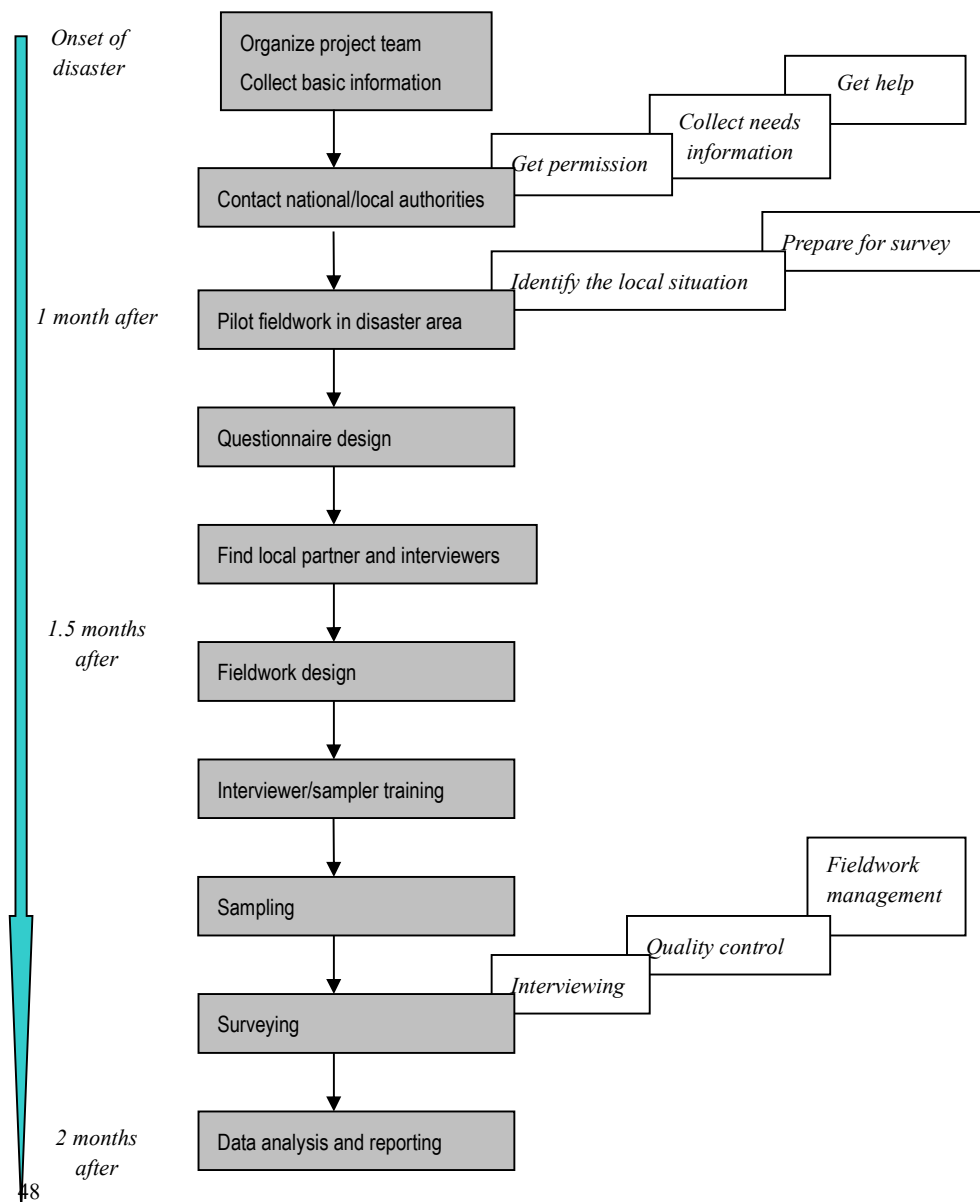 Onset of
disaster
Organize project team
Collect basic information
Get help
Collect needs
information
Get permission
Contact national/local authorities
Prepare for survey
Identify the local situation
1 month after
Pilot fieldwork in disaster area
Questionnaire design
Find local partner and interviewers
1.5 months
after
Fieldwork design
Interviewer/sampler training
Fieldwork
management
Sampling
Quality control
Interviewing
Surveying
2 months
after
Data analysis and reporting
48